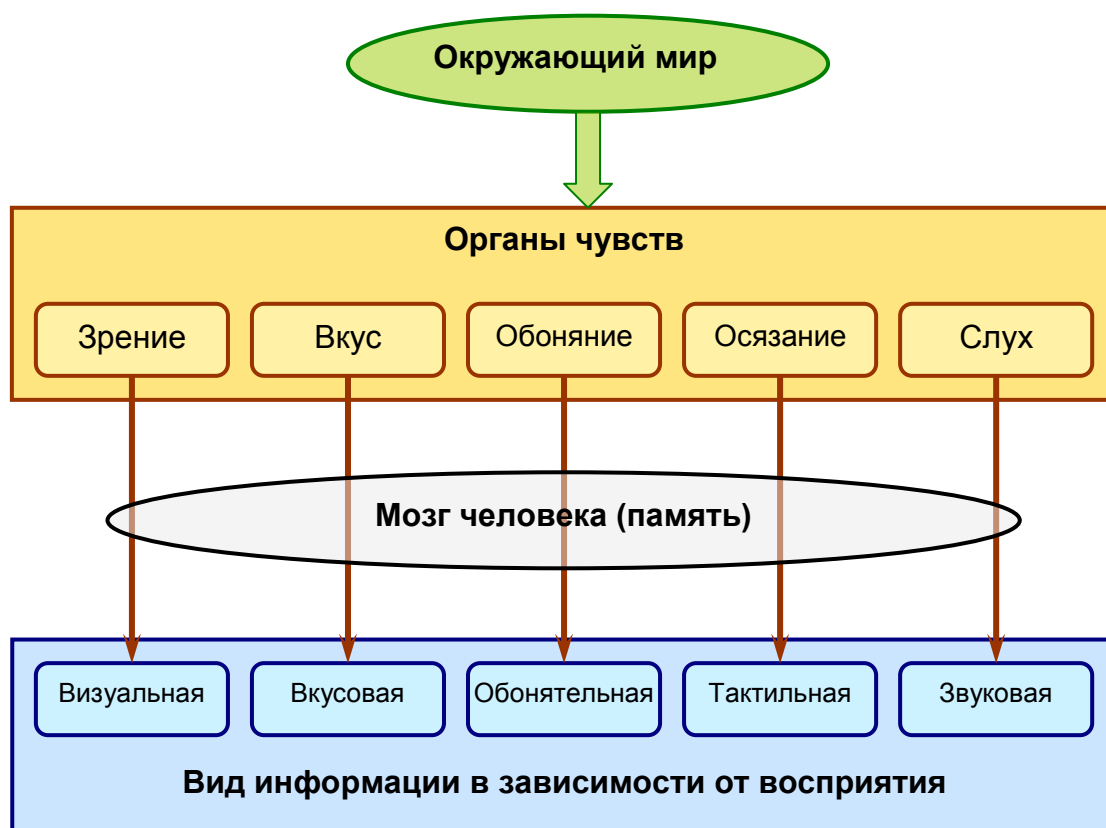 Окружающий мир
Органы чувств
Зрение
Вкус
Обоняние
Осязание
Слух
Мозг человека (память)
Визуальная
Вкусовая
Обонятельная
Тактильная
Звуковая
Вид информации в зависимости от восприятия